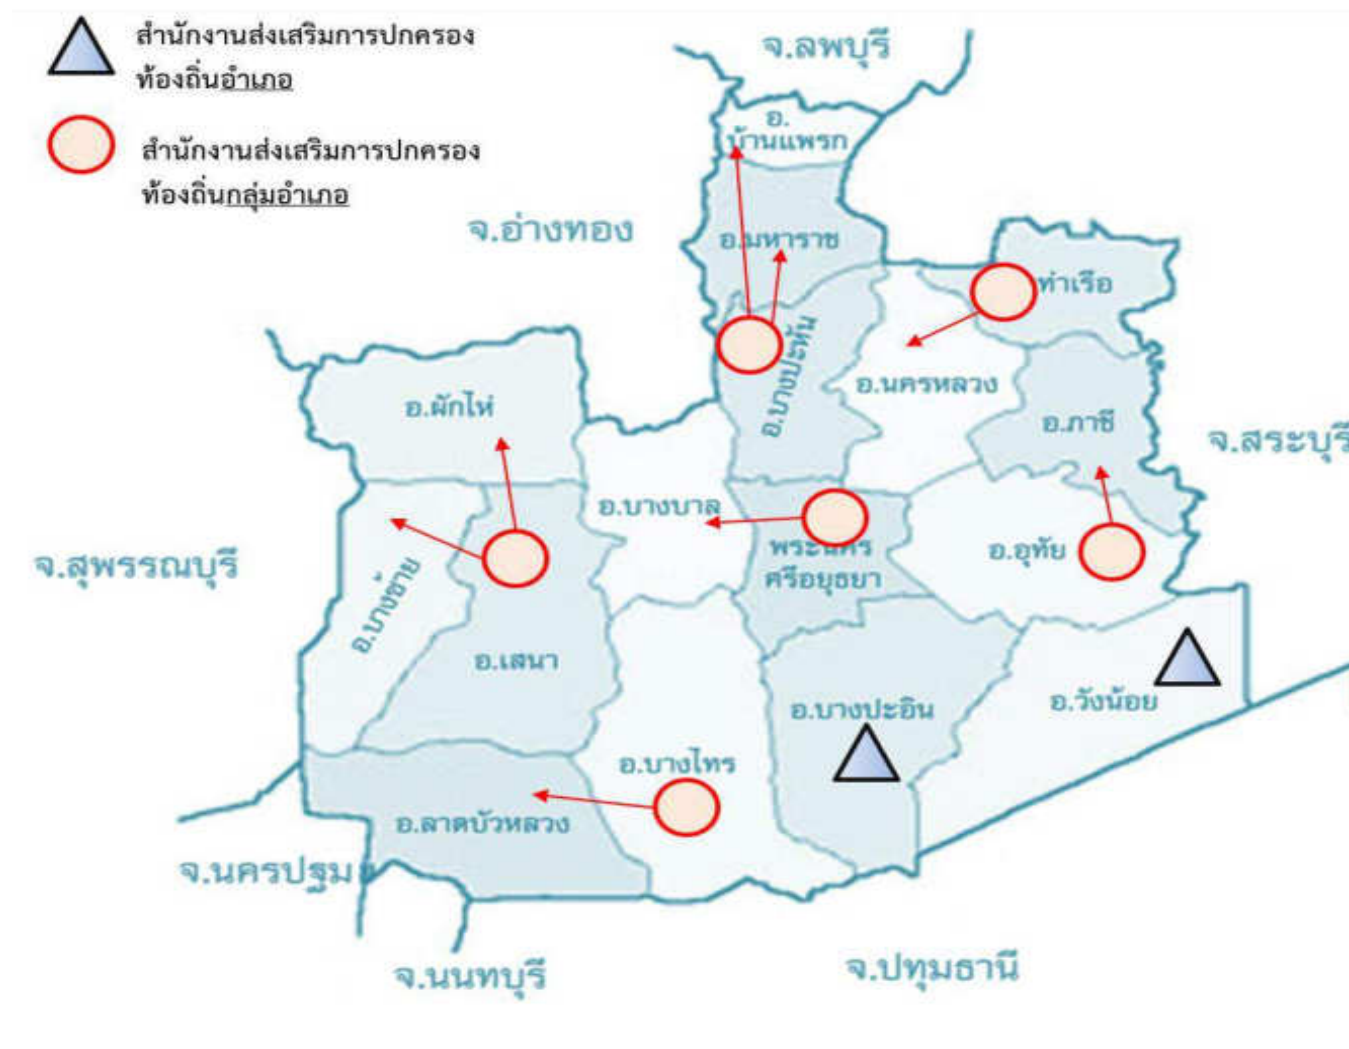 สำนักงานส่งเสริมการปกครอง
ท้องถิ่นอำเภอ
สำนักงานส่งเสริมการปกครอง
ท้องถิ่นกลุ่มอำเภอ
จ.ลพบุรี
อ.
บ้านแพรก
จ.อ่างทอง
อ.มหาราช
ท่าเรือ
อ.บางปะหัน
อ.นครหลวง
อ.ผักไห่
อ.ภาชี
จ.สระบุรี
อ.บางบาล
พระนคร
ศรีอยุธยา
อ.อุทัย
จ.สุพรรณบุรี
อ.บางซ้าย
อ.เสนา
อ.วังน้อย
อ.บางปะอิน
อ.บางไทร
อ.ลาดบัวหลวง
จ.นครปฐม
จ.นนทบุรี
จ.ปทุมธานี